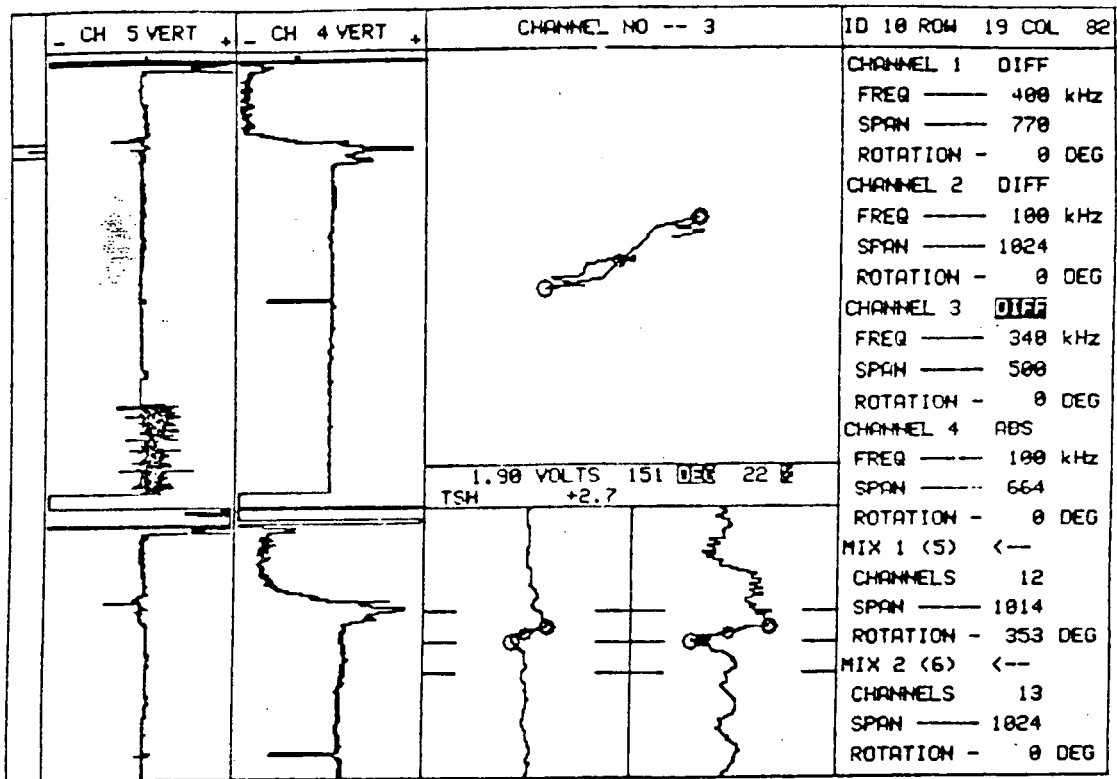 - CH 5 VERT +
- CH 4 VERT +
CHANNEL NO -- 3
ID 10 ROW 19 COL 82
CHANNEL 1 DIFF
FREQ —— 400 kHz
SPAN —— 770
ROTATION - 0 DEG
CHANNEL 2 DIFF
FREQ —— 100 kHz
SPAN —— 1024
ROTATION - 0 DEG
CHANNEL 3 DIFF
FREQ —— 340 kHz
SPAN —— 500
ROTATION - 0 DEG
CHANNEL 4 ABS
FREQ —— 100 kHz
SPAN —— 664
ROTATION - 0 DEG
MIX 1 (5) <--
CHANNELS 12
SPAN —— 1014
ROTATION - 353 DEG
MIX 2 (6) <--
CHANNELS 13
SPAN —— 1024
ROTATION - 0 DEG
1.90 VOLTS 151 DEG 22 %
TSH +2.7